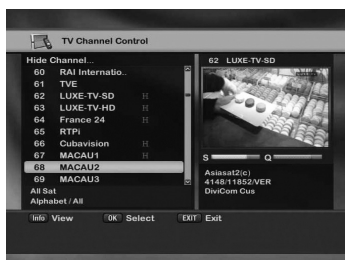 TV Channel Control
Hide Channel...
60 RAI Internatio..
61 TVE
62 LUXE-TV-SD H
63 LUXE-TV-HD H
64 France 24 H
65 RTPi
66 Cubavision H
67 MACAU1 H
68 MACAU2
69 MACAU3
All Sat
Alphabet / All
62 LUXE-TV-SD
S Q
Asiasat2(c)
4148/11852/VER
DiviCom Cus
Info View OK Select EXIT Exit